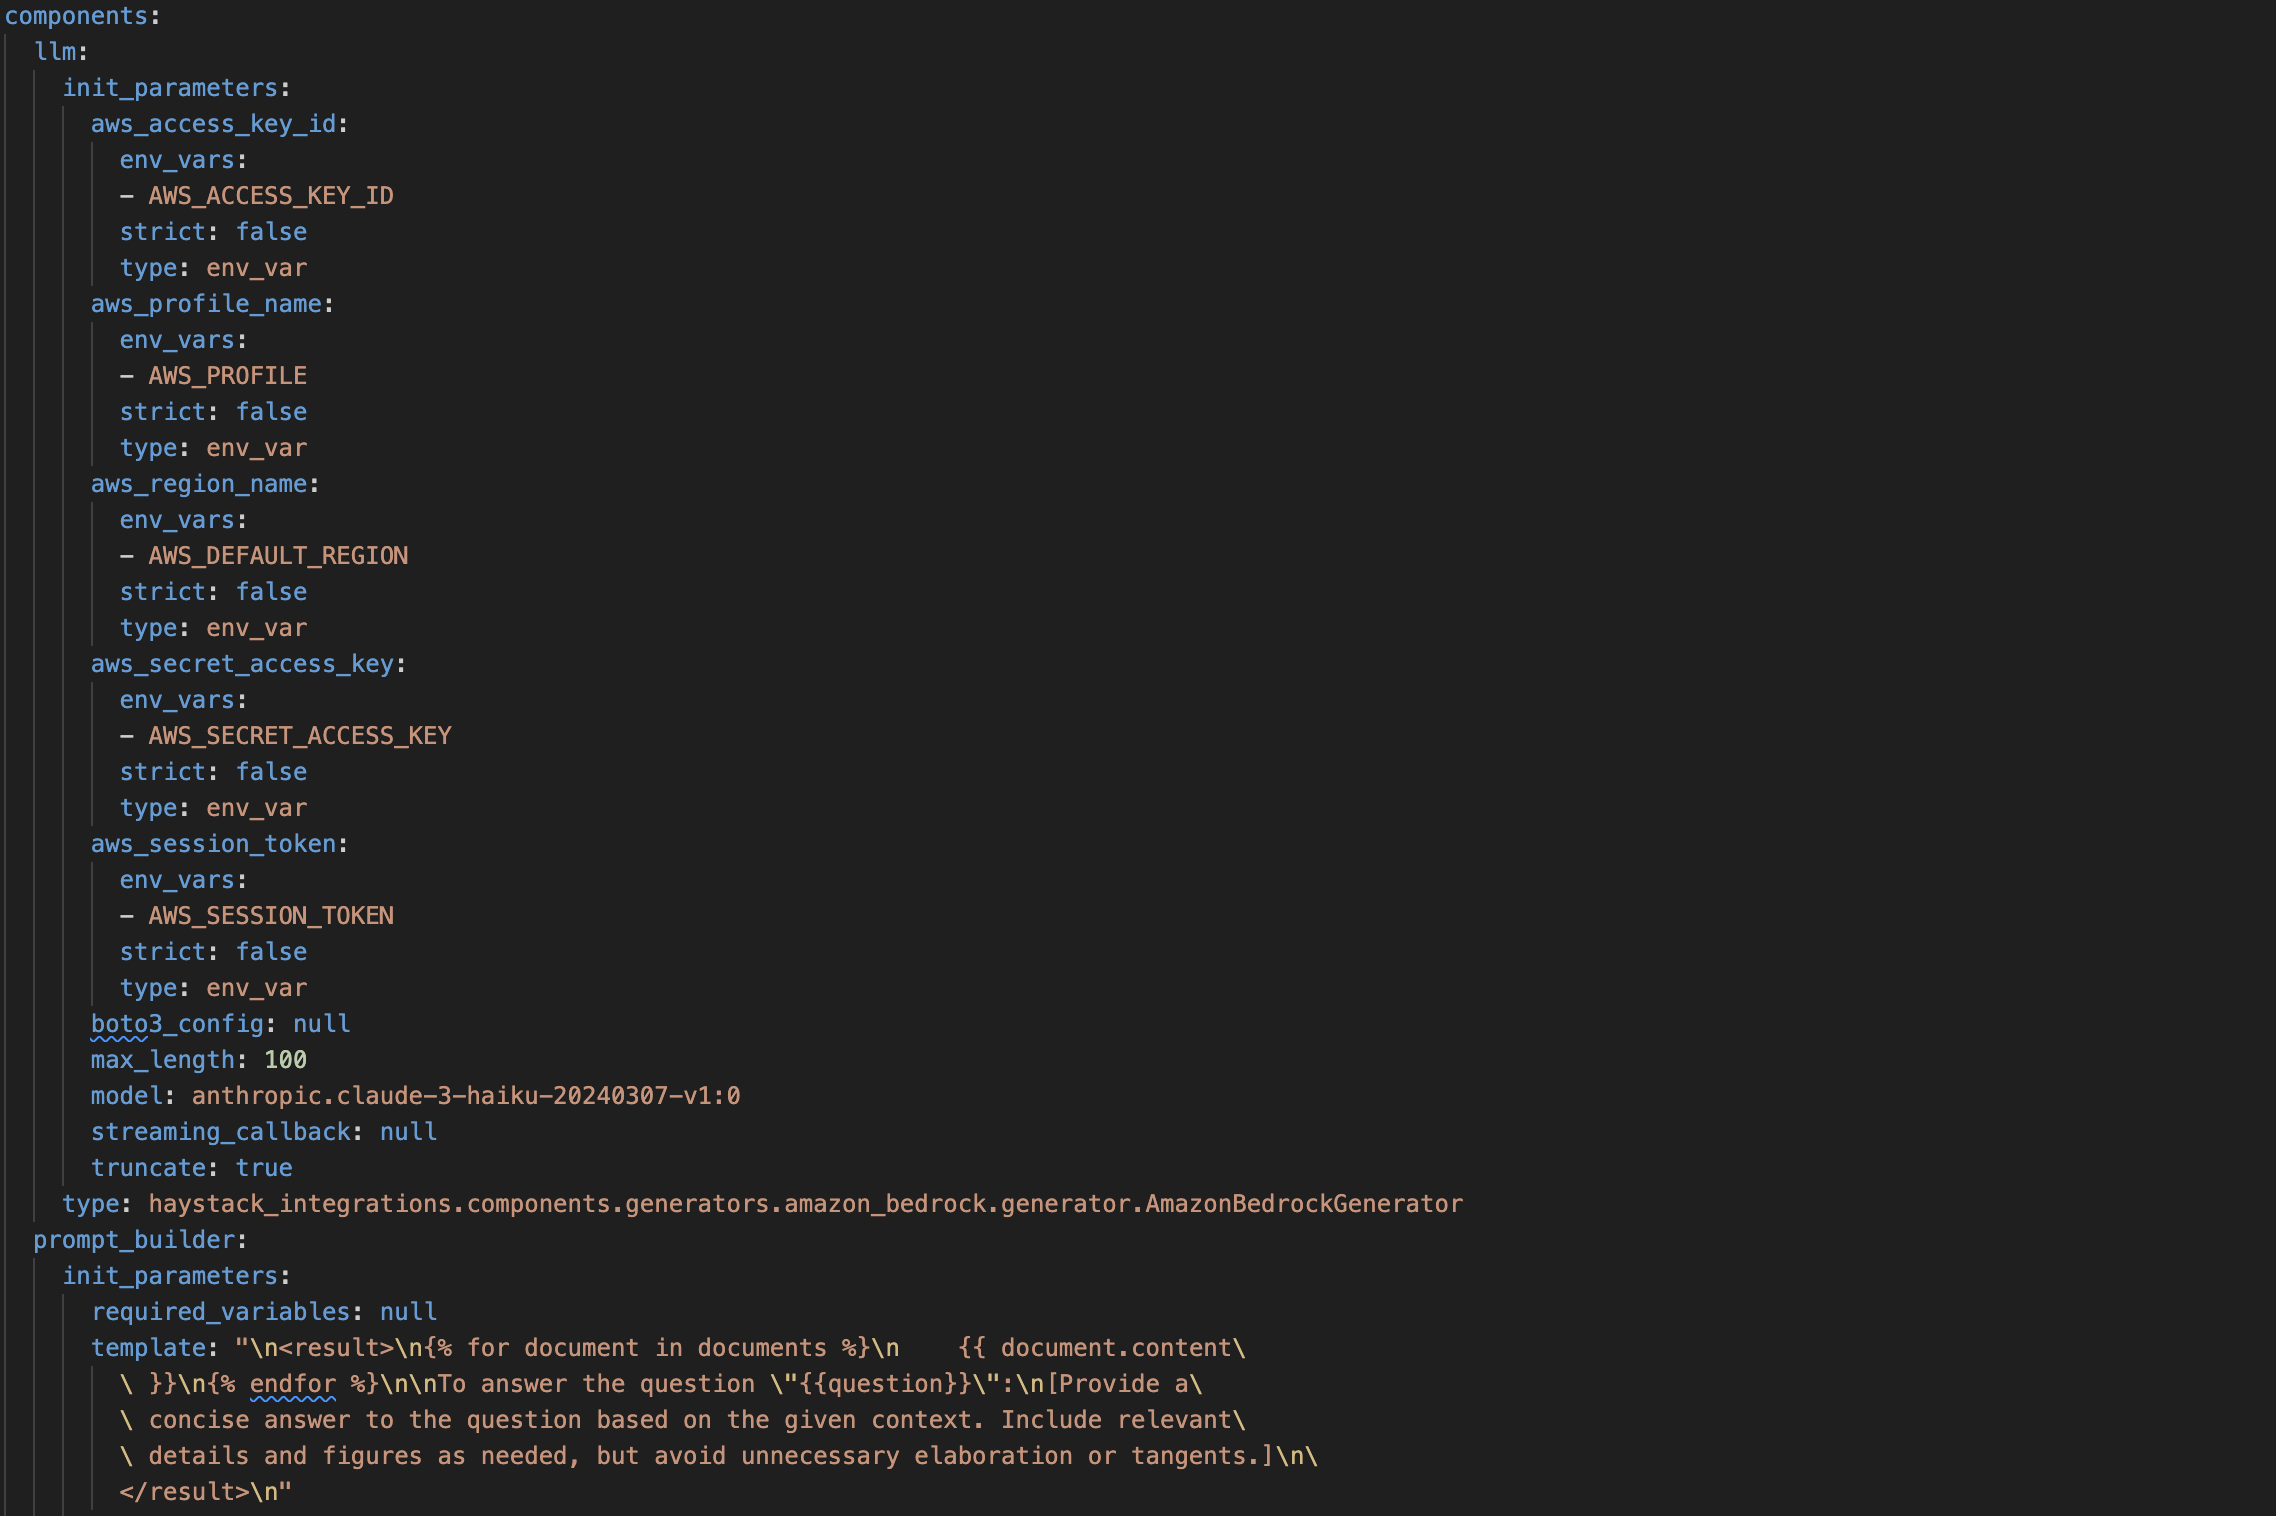 components:
  llm:
    init_parameters:
      aws_access_key_id:
        env_vars:
        - AWS_ACCESS_KEY_ID
        strict: false
        type: env_var
      aws_profile_name:
        env_vars:
        - AWS_PROFILE
        strict: false
        type: env_var
      aws_region_name:
        env_vars:
        - AWS_DEFAULT_REGION
        strict: false
        type: env_var
      aws_secret_access_key:
        env_vars:
        - AWS_SECRET_ACCESS_KEY
        strict: false
        type: env_var
      aws_session_token:
        env_vars:
        - AWS_SESSION_TOKEN
        strict: false
        type: env_var
      boto3_config: null
      max_length: 100
      model: anthropic.claude-3-haiku-20240307-v1:0
      streaming_callback: null
      truncate: true
    type: haystack_integrations.components.generators.amazon_bedrock.generator.AmazonBedrockGenerator
  prompt_builder:
    init_parameters:
      required_variables: null
      template: "\n<result>\n{% for document in documents %}\n    {{ document.content\
        \ }}\n{% endfor %}\n\nTo answer the question \"{{question}}\":\n[Provide a\
        \ concise answer to the question based on the given context. Include relevant\
        \ details and figures as needed, but avoid unnecessary elaboration or tangents.]\n\
        </result>\n"